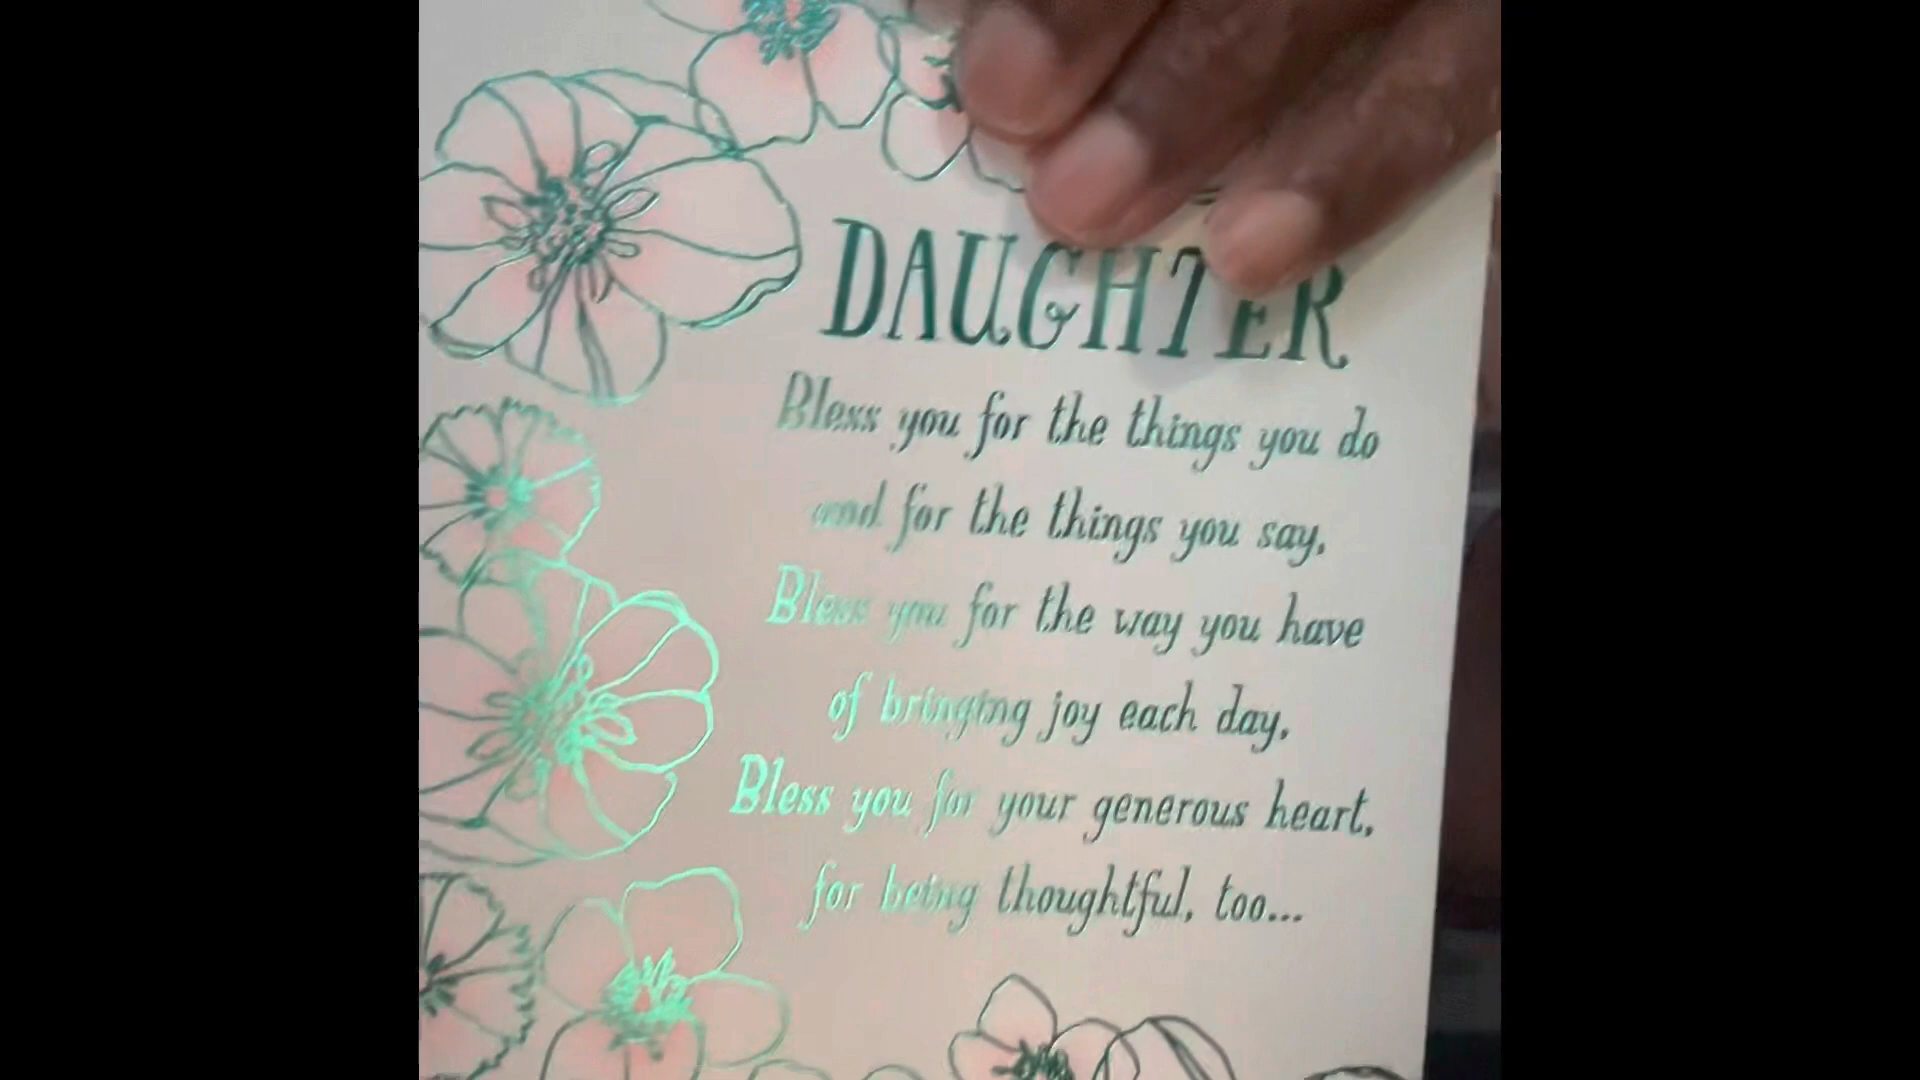 DAUGHTER
Bless you for the things you do
and for the things you say,
Bless you for the way you have
of bringing joy each day,
Bless you for your generous heart,
for being thoughtful, too...